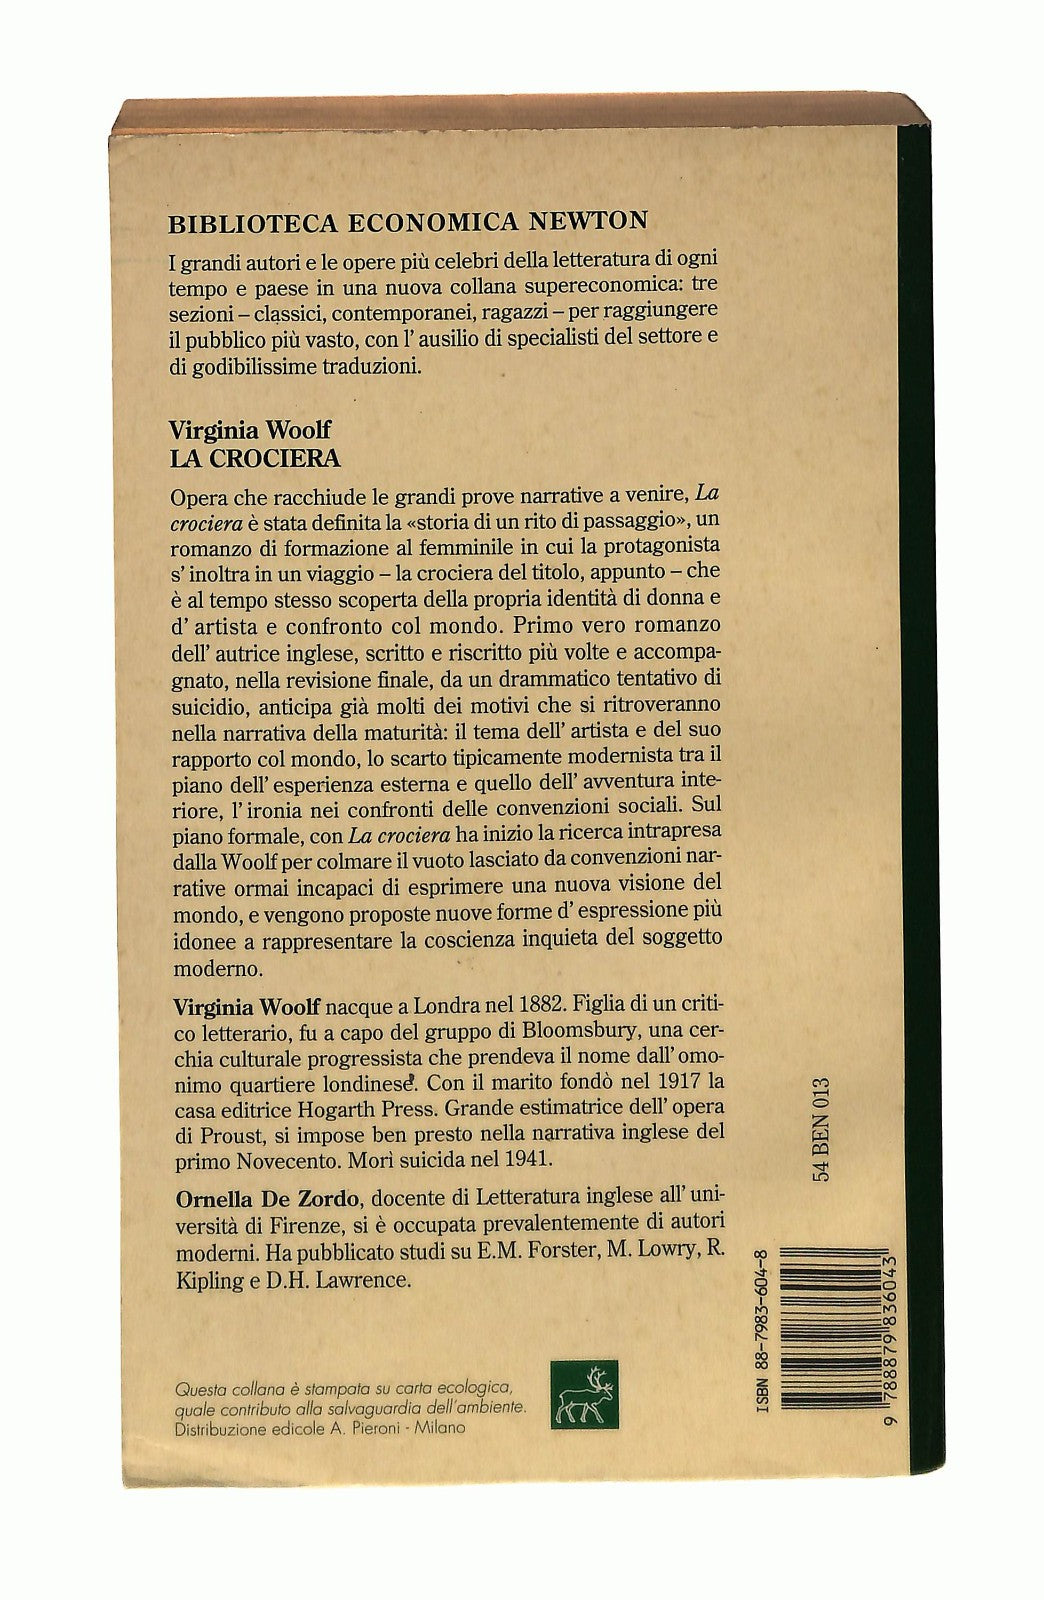 BIBLIOTECA ECONOMICA NEWTON
I grandi autori e le opere più celebri della letteratura di ogni
tempo e paese in una nuova collana supereconomica: tre
sezioni – classici, contemporanei, ragazzi – per raggiungere
il pubblico più vasto, con l' ausilio di specialisti del settore e
di godibilissime traduzioni.
Virginia Woolf
LA CROCIERA
Opera che racchiude le grandi prove narrative a venire, La
crociera è stata definita la «storia di un rito di passaggio», un
romanzo di formazione al femminile in cui la protagonista
s' inoltra in un viaggio – la crociera del titolo, appunto – che
è al tempo stesso scoperta della propria identità di donna e
d' artista e confronto col mondo. Primo vero romanzo
dell' autrice inglese, scritto e riscritto più volte e accompa-
gnato, nella revisione finale, da un drammatico tentativo di
suicidio, anticipa già molti dei motivi che si ritroveranno
nella narrativa della maturità: il tema dell' artista e del suo
rapporto col mondo, lo scarto tipicamente modernista tra il
piano dell' esperienza esterna e quello dell' avventura inte-
riore, l' ironia nei confronti delle convenzioni sociali. Sul
piano formale, con La crociera ha inizio la ricerca intrapresa
dalla Woolf per colmare il vuoto lasciato da convenzioni nar-
rative ormai incapaci di esprimere una nuova visione del
mondo, e vengono proposte nuove forme d' espressione più
idonee a rappresentare la coscienza inquieta del soggetto
moderno.
Virginia Woolf nacque a Londra nel 1882. Figlia di un criti-
co letterario, fu a capo del gruppo di Bloomsbury, una cer-
chia culturale progressista che prendeva il nome dall' omo-
nimo quartiere londinese. Con il marito fondò nel 1917 la
casa editrice Hogarth Press. Grande estimatrice dell' opera
di Proust, si impose ben presto nella narrativa inglese del
primo Novecento. Morì suicida nel 1941.
Ornella De Zordo, docente di Letteratura inglese all' uni-
versità di Firenze, si è occupata prevalentemente di autori
moderni. Ha pubblicato studi su E.M. Forster, M. Lowry, R.
Kipling e D.H. Lawrence.
Questa collana è stampata su carta ecologica,
quale contributo alla salvaguardia dell'ambiente.
Distribuzione edicole A. Pieroni - Milano
54 BEN 013
ISBN 88-7983-604-8
9 788879 836043